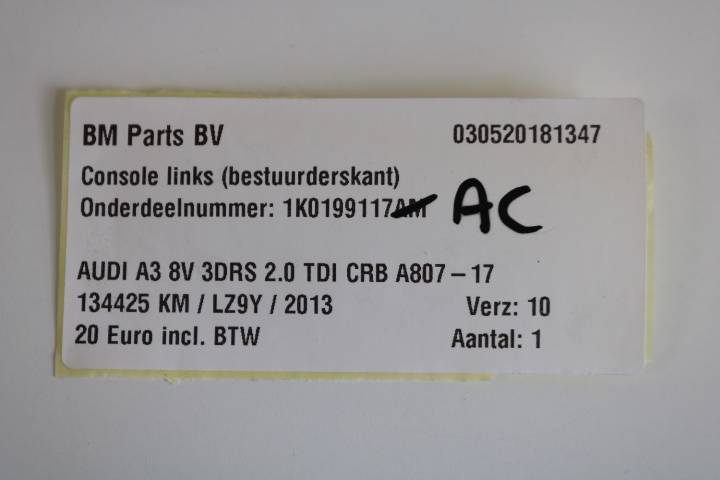 BM Parts BV 030520181347
Console links (bestuurderskant)
Onderdeelnummer: 1K0199117AM AC
AUDI A3 8V 3DRS 2.0 TDI CRB A807 – 17
134425 KM / LZ9Y / 2013 Verz: 10
20 Euro incl. BTW Aantal: 1